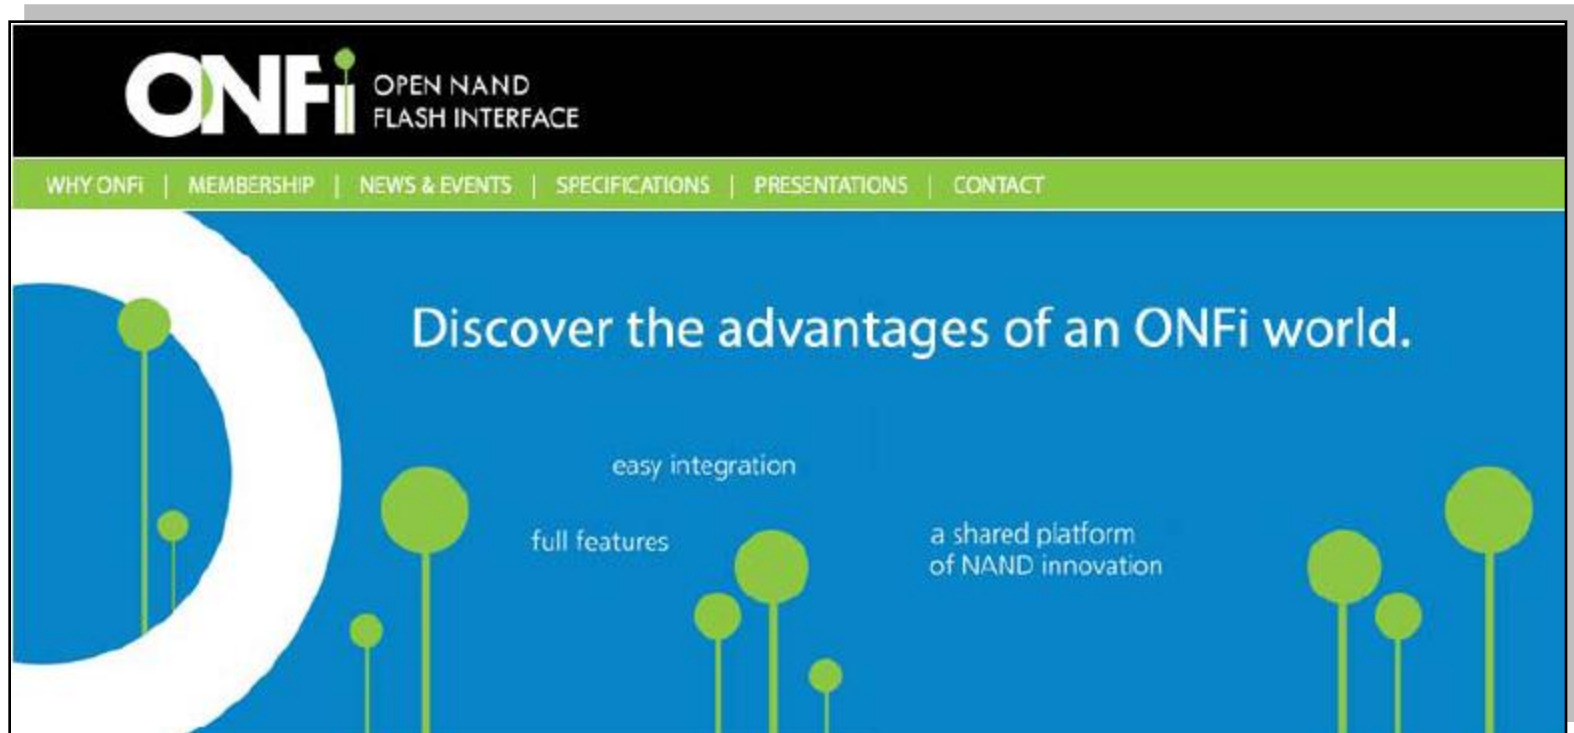 ONFi
OPEN NAND
FLASH INTERFACE
WHY ONFi | MEMBERSHIP | NEWS & EVENTS | SPECIFICATIONS | PRESENTATIONS | CONTACT
Discover the advantages of an ONFi world.
easy integration
full features
a shared platform
of NAND innovation